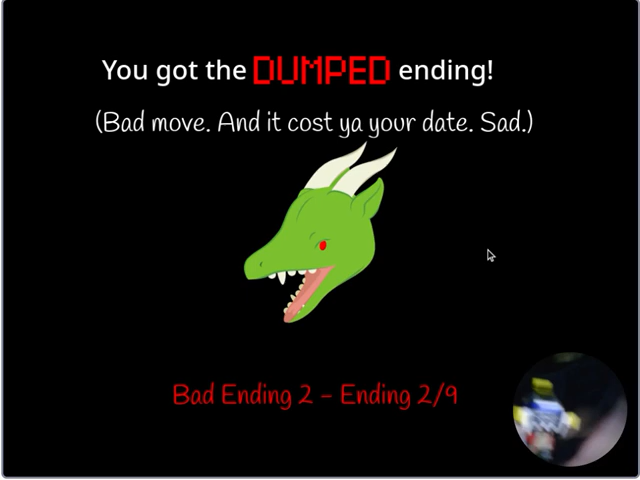 You got the DUMPED ending!
(Bad move. And it cost ya your date. Sad.)
Bad Ending 2 - Ending 2/9